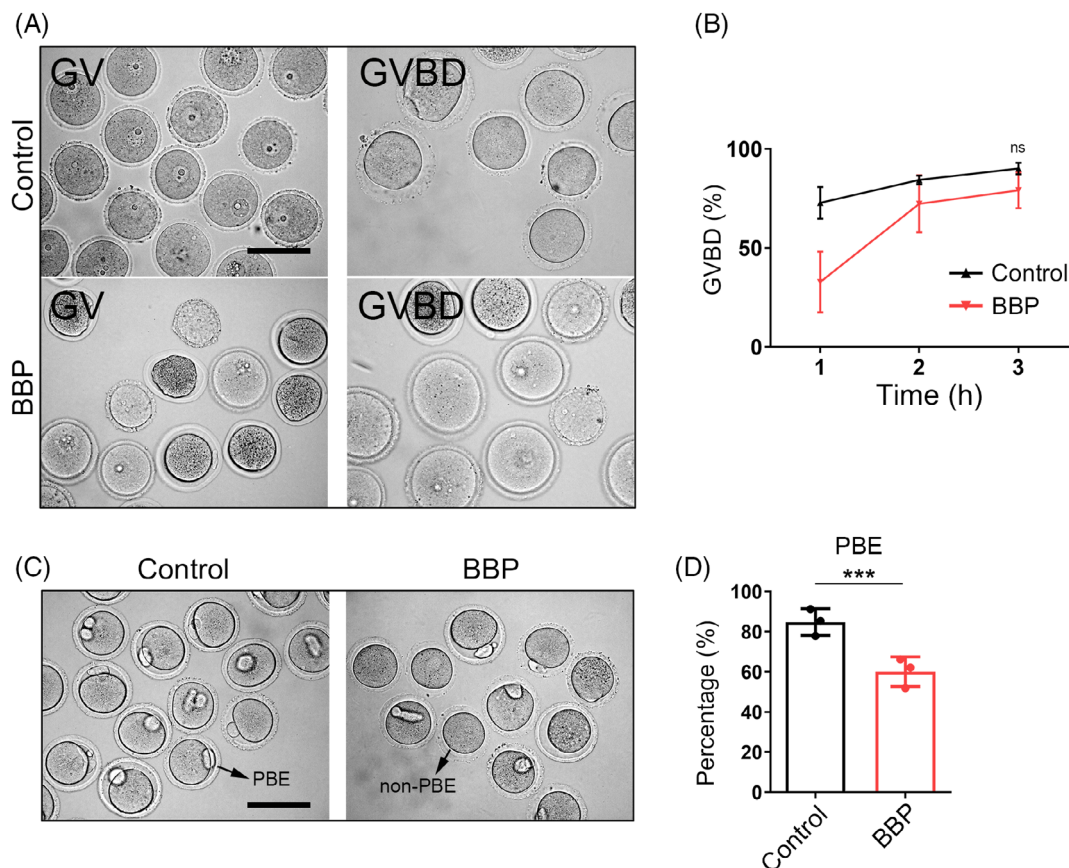 (A)
GV
GVBD
Control
GV
GVBD
BBP
(B)
ns
100
50
0
GVBD (%)
Control
BBP
1 2 3
Time (h)
(C)
Control
BBP
PBE
non-PBE
(D)
PBE
***
100
80
60
40
20
0
Percentage (%)
Control
BBP